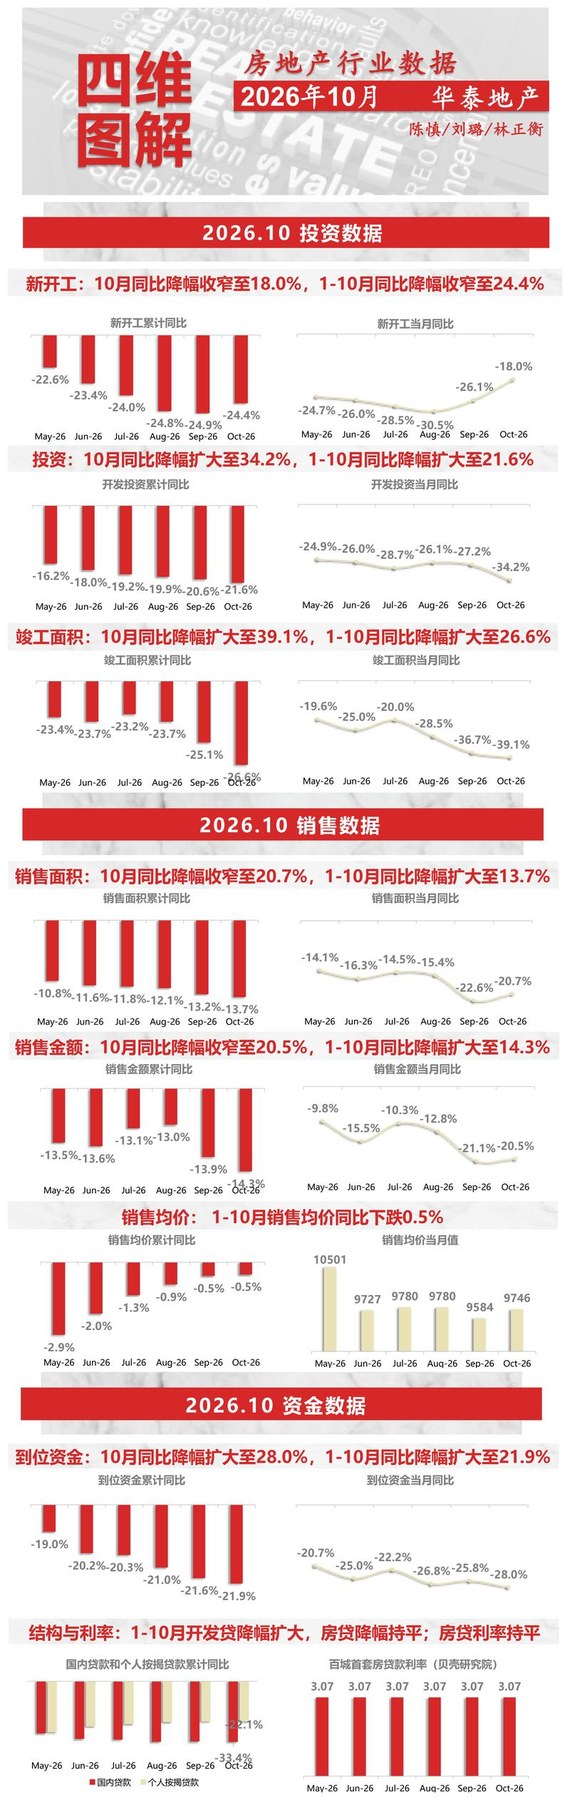 四维
图解
房地产行业数据
2026年10月 华泰地产
陈慎/刘璐/林正衡
2026.10 投资数据
新开工：10月同比降幅收窄至18.0%，1-10月同比降幅收窄至24.4%
新开工累计同比
-22.6% -23.4% -24.0% -24.8% -24.9% -24.4%
May-26 Jun-26 Jul-26 Aug-26 Sep-26 Oct-26
新开工当月同比
-24.7% -26.0% -28.5% -30.5% -26.1% -18.0%
May-26 Jun-26 Jul-26 Aug-26 Sep-26 Oct-26
投资：10月同比降幅扩大至34.2%，1-10月同比降幅扩大至21.6%
开发投资累计同比
-16.2% -18.0% -19.2% -19.9% -20.6% -21.6%
May-26 Jun-26 Jul-26 Aug-26 Sep-26 Oct-26
开发投资当月同比
-24.9% -26.0% -28.7% -26.1% -27.2% -34.2%
May-26 Jun-26 Jul-26 Aug-26 Sep-26 Oct-26
竣工面积：10月同比降幅扩大至39.1%，1-10月同比降幅扩大至26.6%
竣工面积累计同比
-23.4% -23.7% -23.2% -23.7% -25.1% -26.6%
May-26 Jun-26 Jul-26 Aug-26 Sep-26 Oct-26
竣工面积当月同比
-19.6% -25.0% -20.0% -28.5% -36.7% -39.1%
May-26 Jun-26 Jul-26 Aug-26 Sep-26 Oct-26
2026.10 销售数据
销售面积：10月同比降幅收窄至20.7%，1-10月同比降幅扩大至13.7%
销售面积累计同比
-10.8% -11.6% -11.8% -12.1% -13.2% -13.7%
May-26 Jun-26 Jul-26 Aug-26 Sep-26 Oct-26
销售面积当月同比
-14.1% -16.3% -14.5% -15.4% -22.6% -20.7%
May-26 Jun-26 Jul-26 Aug-26 Sep-26 Oct-26
销售金额：10月同比降幅收窄至20.5%，1-10月同比降幅扩大至14.3%
销售金额累计同比
-13.5% -13.6% -13.1% -13.0% -13.9% -14.3%
May-26 Jun-26 Jul-26 Aug-26 Sep-26 Oct-26
销售金额当月同比
-9.8% -15.5% -10.3% -12.8% -21.1% -20.5%
May-26 Jun-26 Jul-26 Aug-26 Sep-26 Oct-26
销售均价： 1-10月销售均价同比下跌0.5%
销售均价累计同比
-2.9% -2.0% -1.3% -0.9% -0.5% -0.5%
May-26 Jun-26 Jul-26 Aug-26 Sep-26 Oct-26
销售均价当月值
10501 9727 9780 9780 9584 9746
May-26 Jun-26 Jul-26 Aug-26 Sep-26 Oct-26
2026.10 资金数据
到位资金：10月同比降幅扩大至28.0%，1-10月同比降幅扩大至21.9%
到位资金累计同比
-19.0% -20.2% -20.3% -21.0% -21.6% -21.9%
May-26 Jun-26 Jul-26 Aug-26 Sep-26 Oct-26
到位资金当月同比
-20.7% -25.0% -22.2% -26.8% -25.8% -28.0%
May-26 Jun-26 Jul-26 Aug-26 Sep-26 Oct-26
结构与利率：1-10月开发贷降幅扩大，房贷降幅持平；房贷利率持平
国内贷款和个人按揭贷款累计同比
-22.1%
-33.4%
May-26 Jun-26 Jul-26 Aug-26 Sep-26 Oct-26
国内贷款 个人按揭贷款
百城首套房贷款利率（贝壳研究院）
3.07 3.07 3.07 3.07 3.07 3.07
May-26 Jun-26 Jul-26 Aug-26 Sep-26 Oct-26